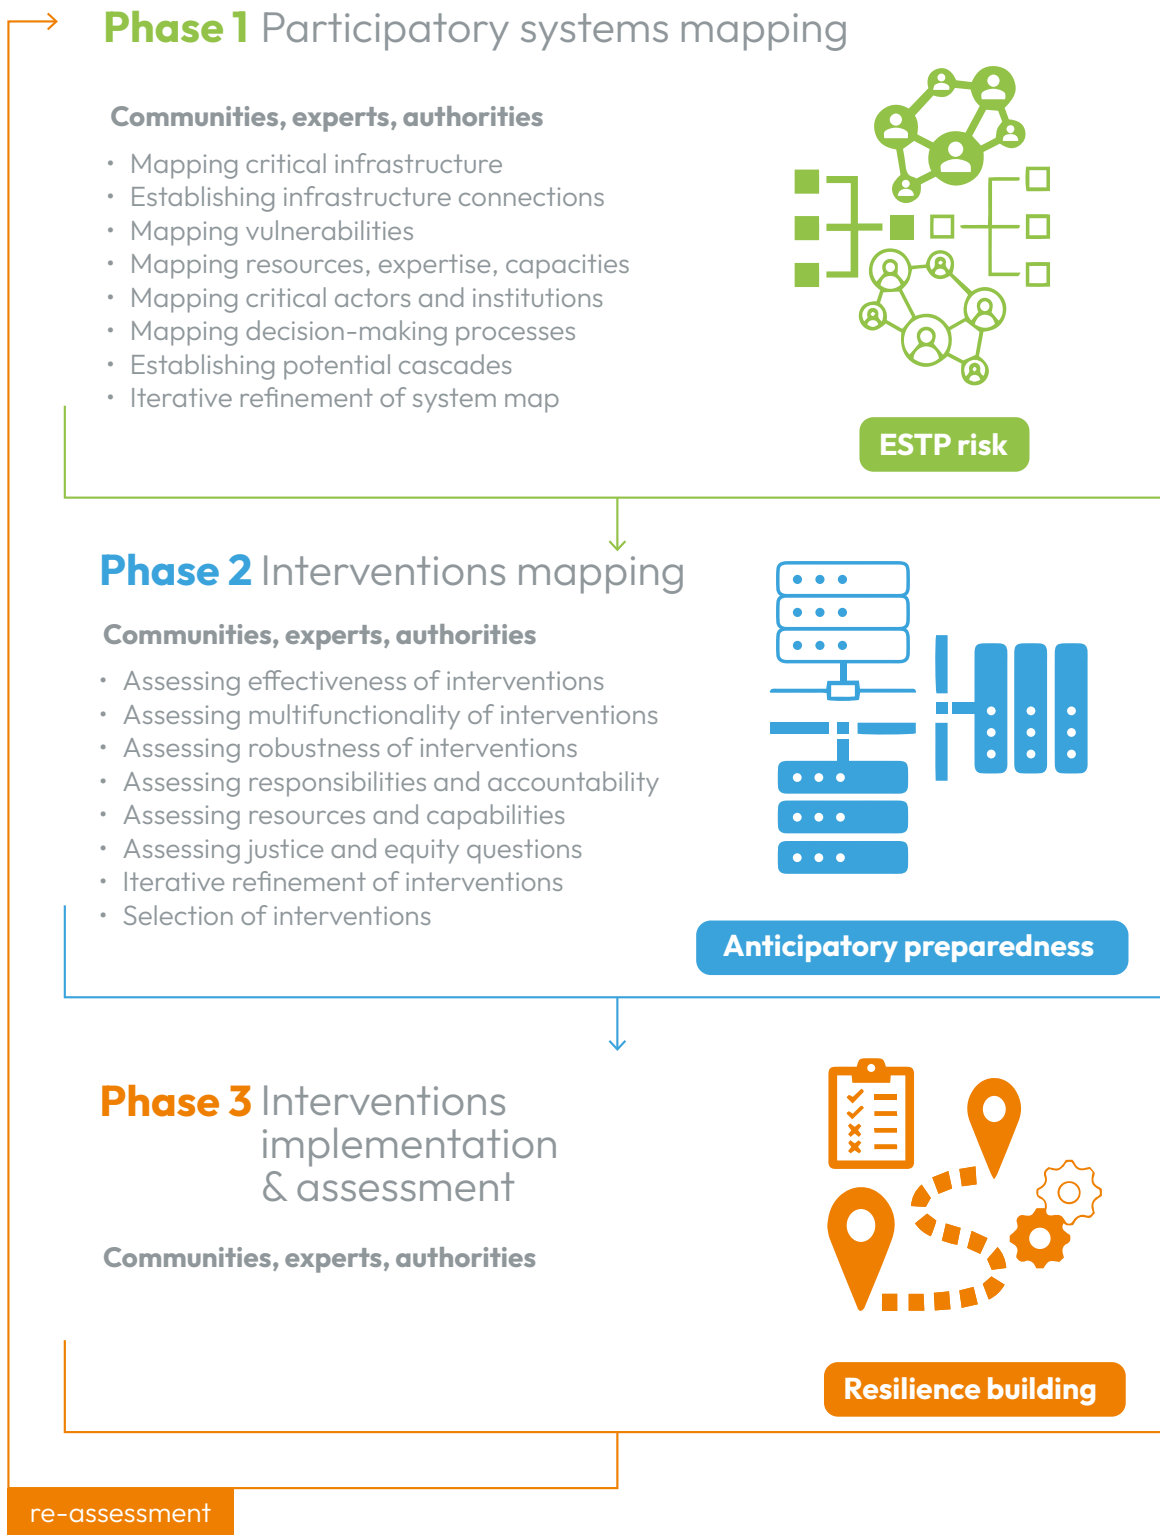 Phase 1 Participatory systems mapping
Communities, experts, authorities
• Mapping critical infrastructure
• Establishing infrastructure connections
• Mapping vulnerabilities
• Mapping resources, expertise, capacities
• Mapping critical actors and institutions
• Mapping decision-making processes
• Establishing potential cascades
• Iterative refinement of system map
ESTP risk
Phase 2 Interventions mapping
Communities, experts, authorities
• Assessing effectiveness of interventions
• Assessing multifunctionality of interventions
• Assessing robustness of interventions
• Assessing responsibilities and accountability
• Assessing resources and capabilities
• Assessing justice and equity questions
• Iterative refinement of interventions
• Selection of interventions
Anticipatory preparedness
Phase 3 Interventions
implementation
& assessment
Communities, experts, authorities
Resilience building
re-assessment